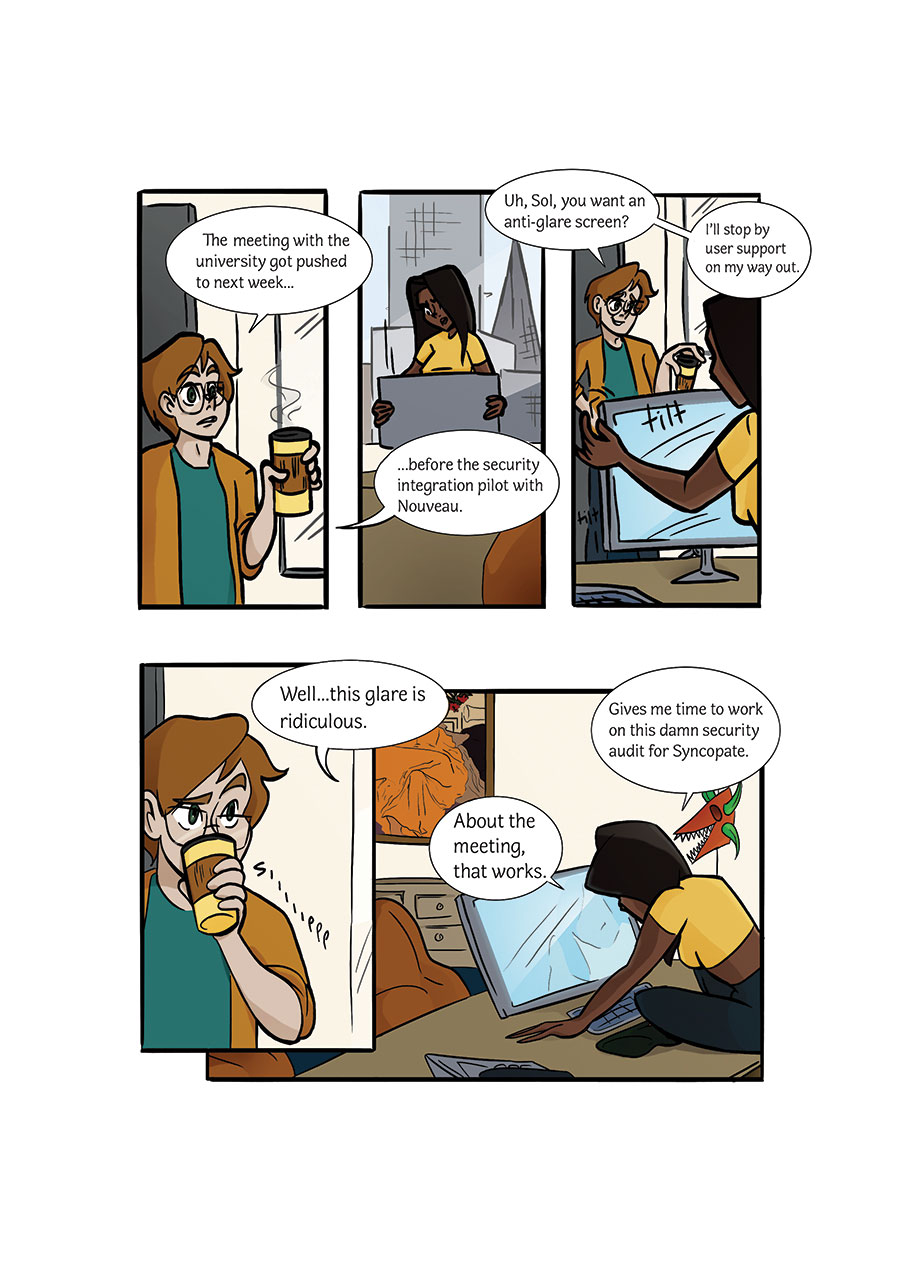 The meeting with the
university got pushed
to next week...
...before the security
integration pilot with
Nouveau.
Uh, Sol, you want an
anti-glare screen?
I'll stop by
user support
on my way out.
tilt
tilt
Well...this glare is
ridiculous.
siiiiiippp
About the
meeting,
that works.
Gives me time to work
on this damn security
audit for Syncopate.